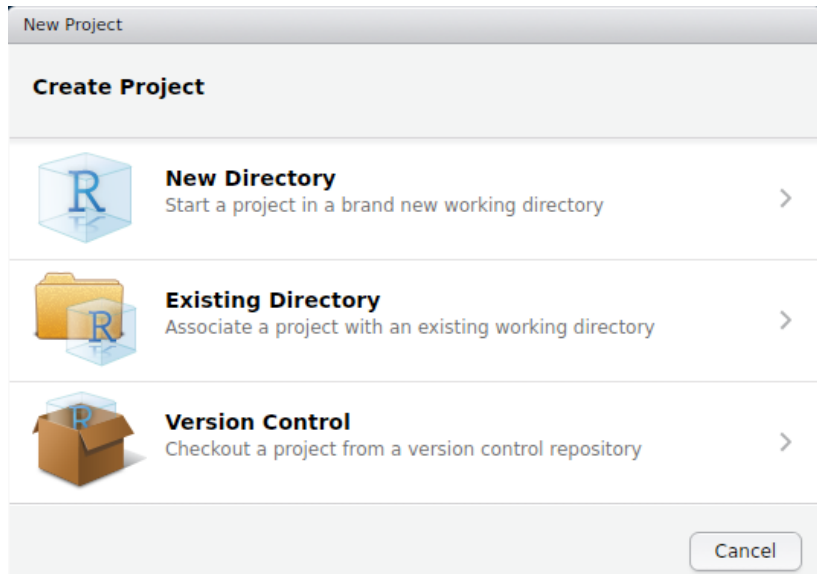 New Project
Create Project
R
New Directory
Start a project in a brand new working directory
R
Existing Directory
Associate a project with an existing working directory
R
Version Control
Checkout a project from a version control repository
Cancel